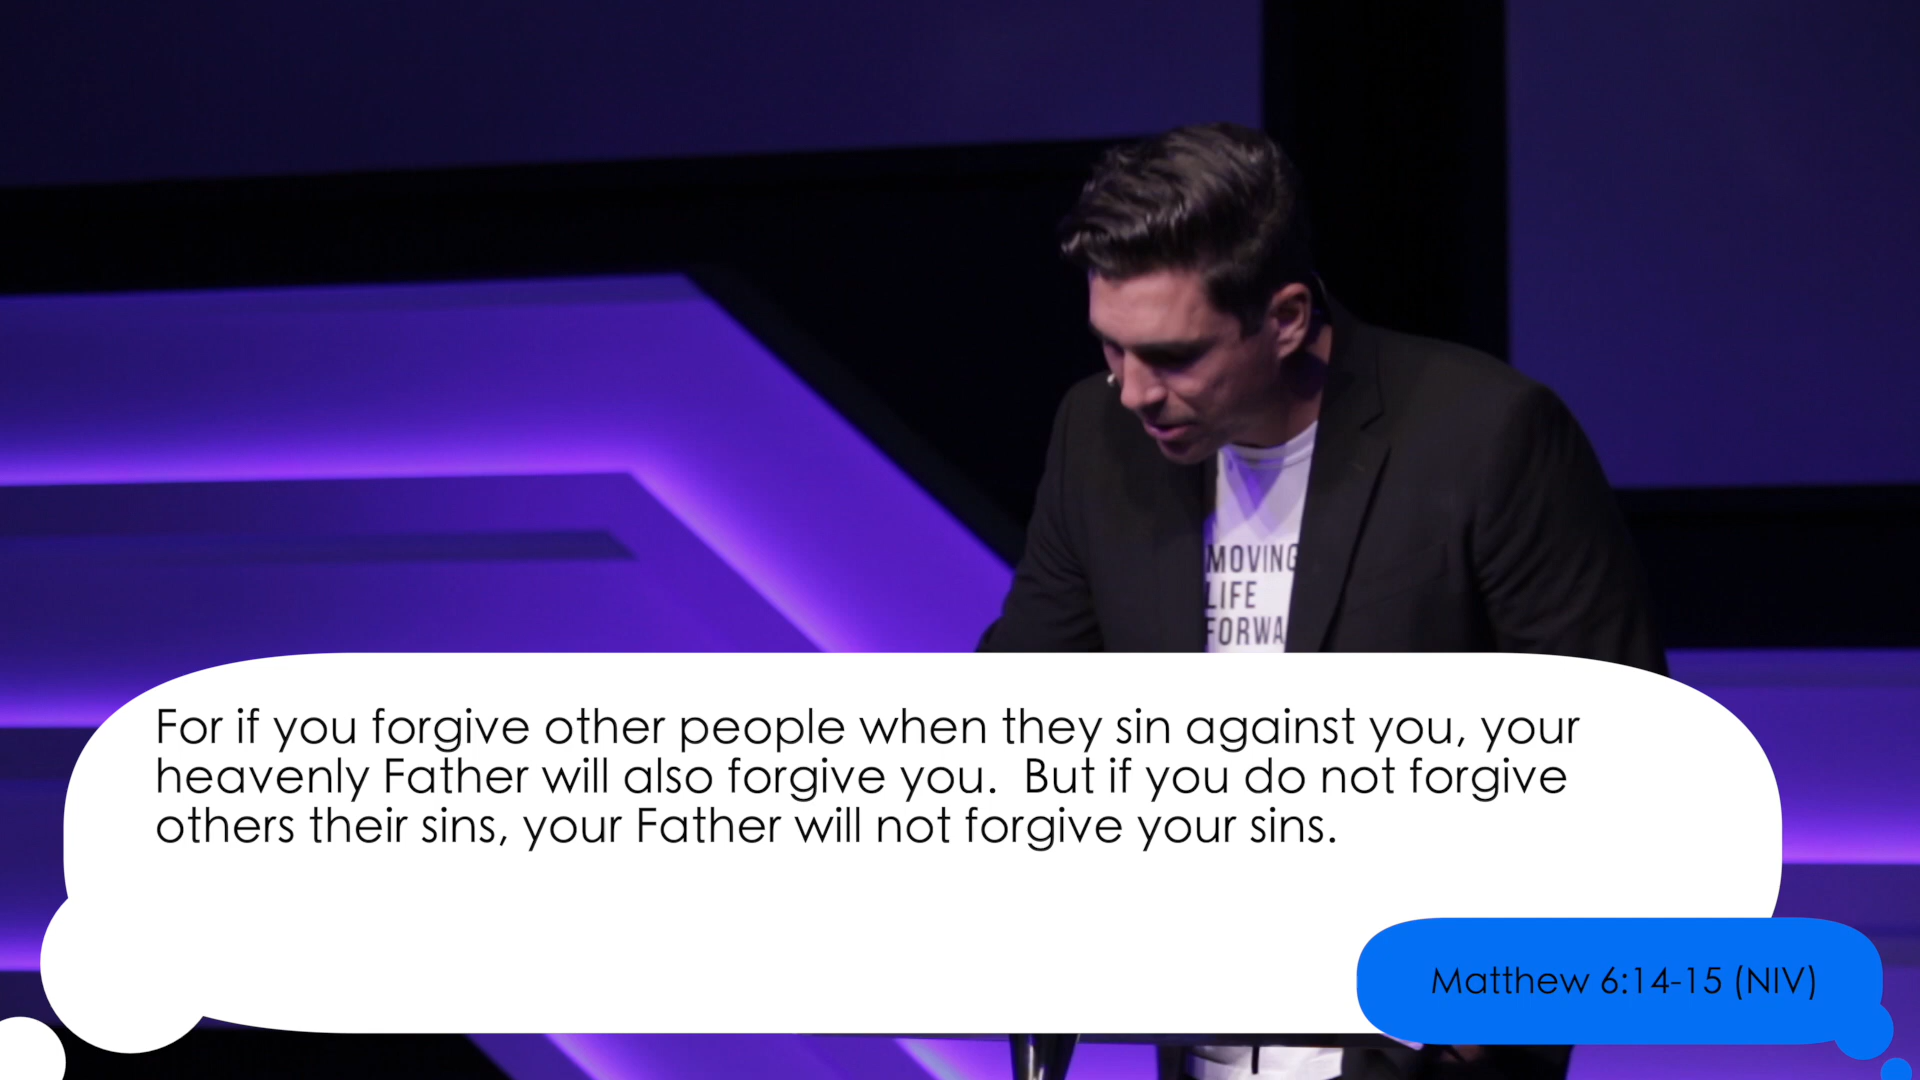 MOVING
LIFE
FORWA
For if you forgive other people when they sin against you, your
heavenly Father will also forgive you.  But if you do not forgive
others their sins, your Father will not forgive your sins.
Matthew 6:14-15 (NIV)